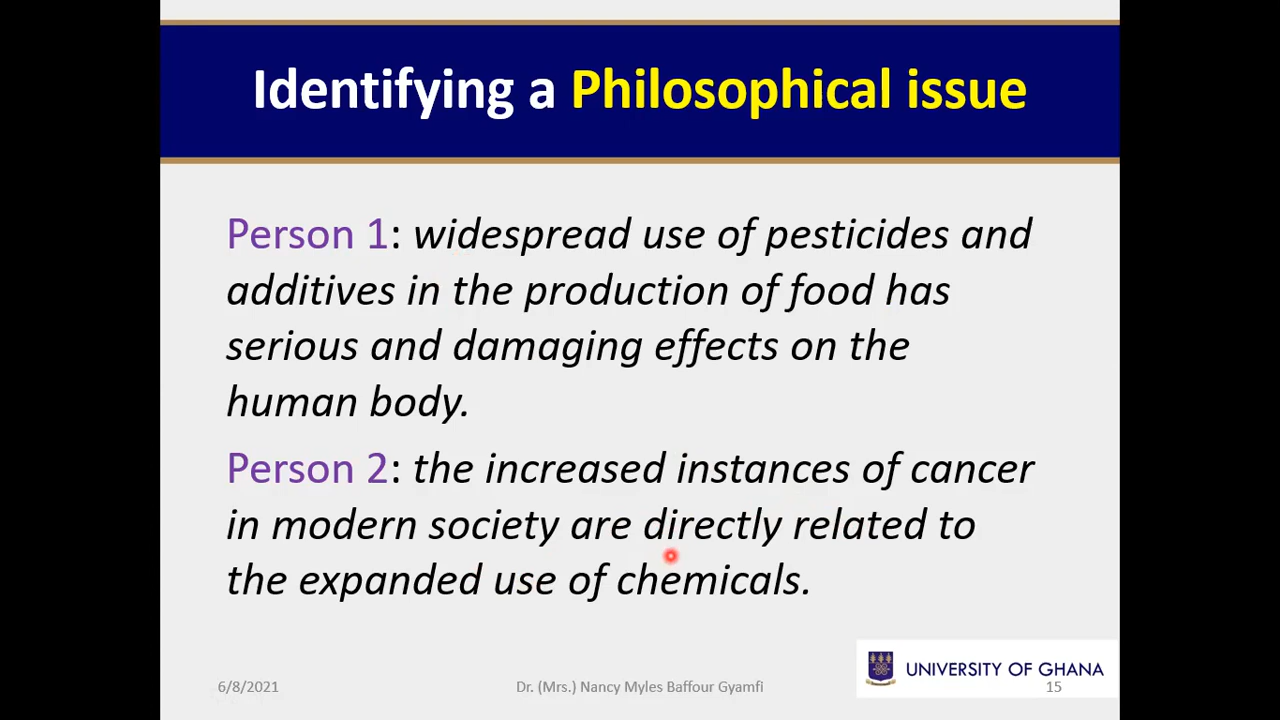 Identifying a Philosophical issue
Person 1: widespread use of pesticides and
additives in the production of food has
serious and damaging effects on the
human body.
Person 2: the increased instances of cancer
in modern society are directly related to
the expanded use of chemicals.
UNIVERSITY OF GHANA
6/8/2021
Dr. (Mrs.) Nancy Myles Baffour Gyamfi
15